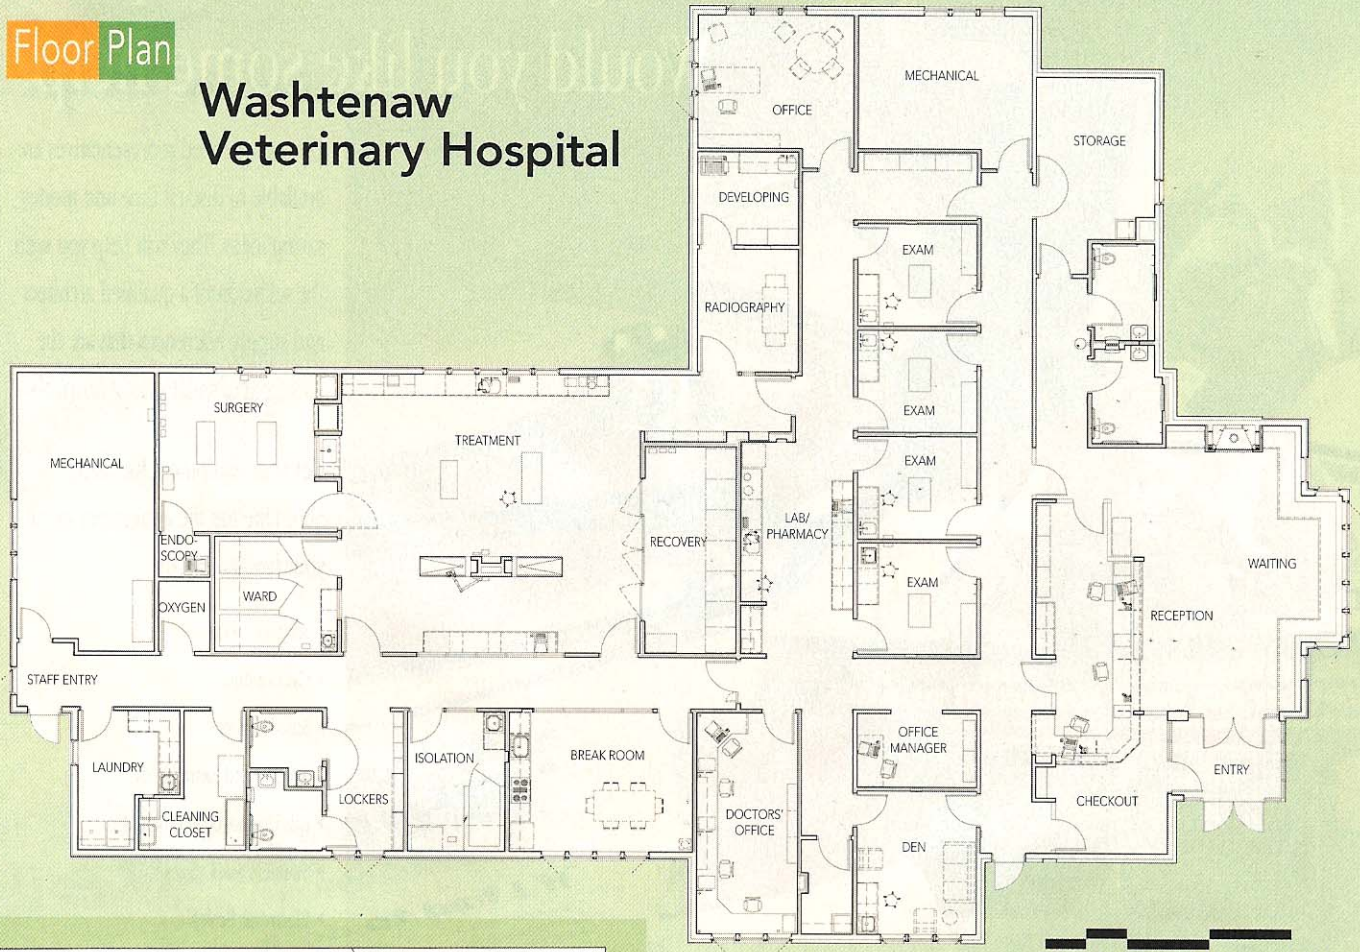 Floor Plan
Washtenaw
Veterinary Hospital
OFFICE
MECHANICAL
STORAGE
DEVELOPING
EXAM
RADIOGRAPHY
EXAM
SURGERY
TREATMENT
MECHANICAL
EXAM
LAB/
PHARMACY
RECOVERY
ENDO-
SCOPY
WARD
OXYGEN
EXAM
WAITING
RECEPTION
STAFF ENTRY
LAUNDRY
CLEANING
CLOSET
LOCKERS
ISOLATION
BREAK ROOM
DOCTORS'
OFFICE
OFFICE
MANAGER
DEN
CHECKOUT
ENTRY